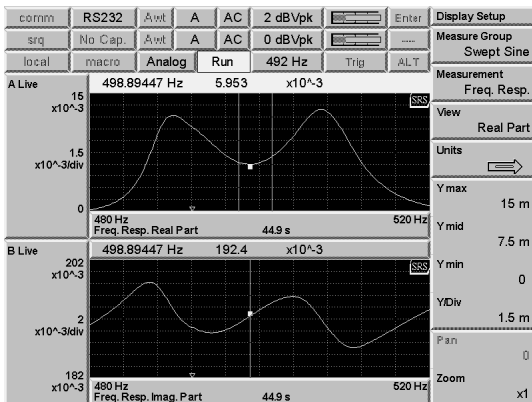 comm RS232 Awt A AC 2 dBVpk Enter
srq No Cap. Awt A AC 0 dBVpk ----
local macro Analog Run 492 Hz Trig ALT
A Live 498.89447 Hz 5.953 x10^-3
15
x10^-3
SRS
1.5
x10^-3/div
0
480 Hz 520 Hz
Freq. Resp. Real Part 44.9 s
B Live 498.89447 Hz 192.4 x10^-3
202
x10^-3
SRS
2
x10^-3/div
182
x10^-3
480 Hz 520 Hz
Freq. Resp. Imag. Part 44.9 s
Display Setup
Measure Group
Swept Sine
Measurement
Freq. Resp.
View
Real Part
Units
Y max
15 m
Y mid
7.5 m
Y min
0
Y/Div
1.5 m
Pan
0
Zoom
x1